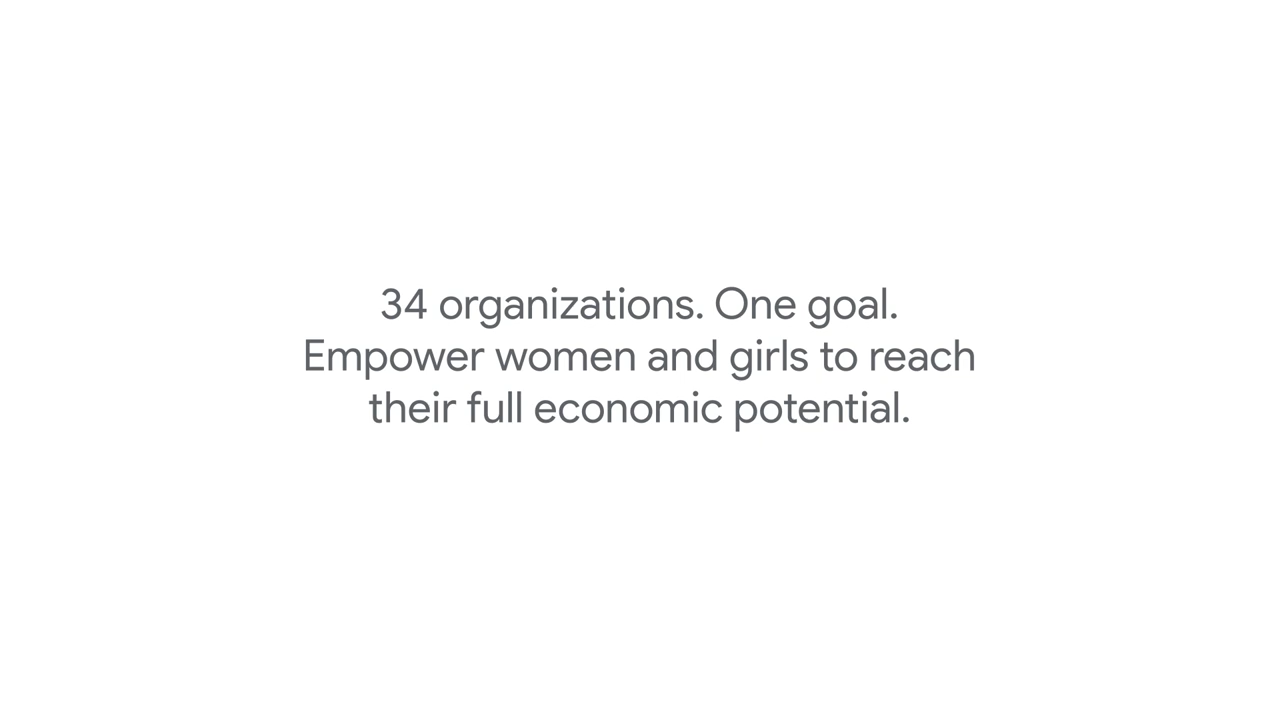 34 organizations. One goal.
Empower women and girls to reach
their full economic potential.